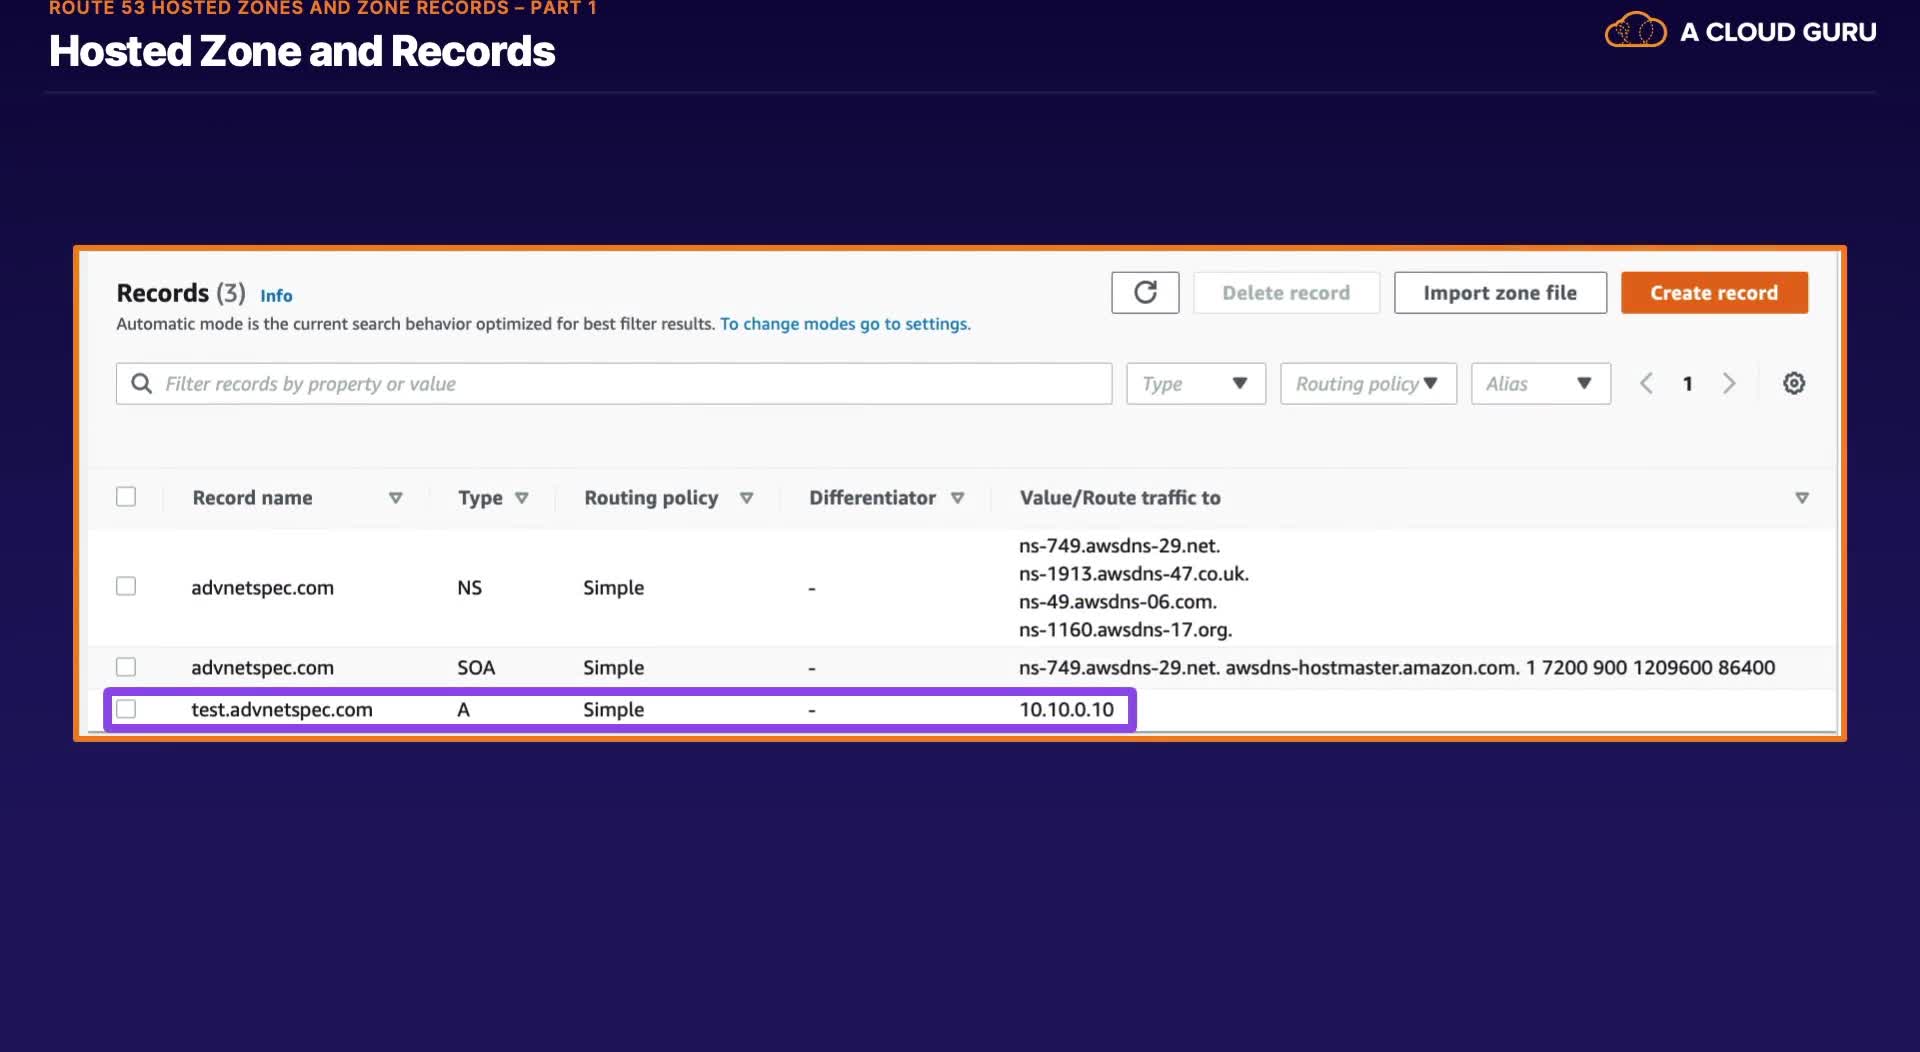 ROUTE 53 HOSTED ZONES AND ZONE RECORDS – PART 1
Hosted Zone and Records
A CLOUD GURU
Records (3) Info
Delete record
Import zone file
Create record
Automatic mode is the current search behavior optimized for best filter results. To change modes go to settings.
Filter records by property or value
Type
Routing policy
Alias
1
Record name Type Routing policy Differentiator Value/Route traffic to
advnetspec.com NS Simple - ns-749.awsdns-29.net.
ns-1913.awsdns-47.co.uk.
ns-49.awsdns-06.com.
ns-1160.awsdns-17.org.
advnetspec.com SOA Simple - ns-749.awsdns-29.net. awsdns-hostmaster.amazon.com. 1 7200 900 1209600 86400
test.advnetspec.com A Simple - 10.10.0.10